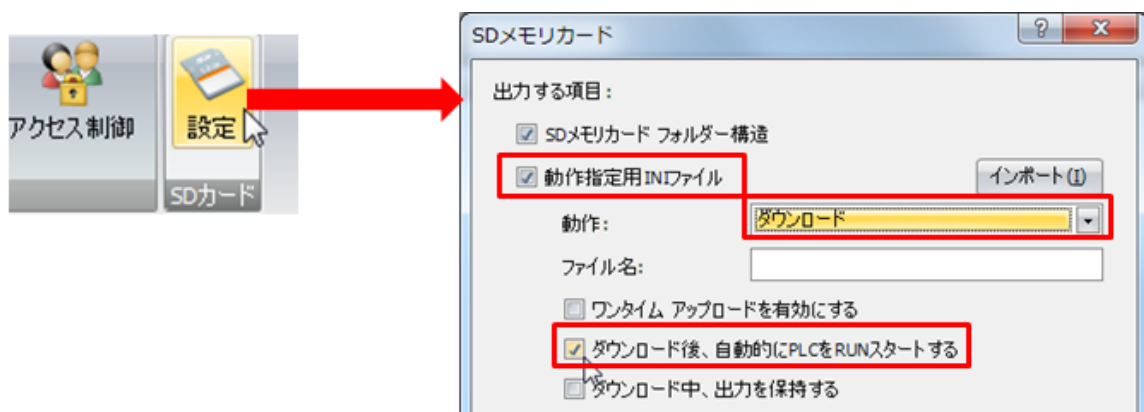 アクセス制御
設定
SDカード
SDメモリカード
出力する項目：
SDメモリカード フォルダー構造
動作指定用INIファイル
インポート(I)
動作：
ダウンロード
ファイル名：
ワンタイム アップロードを有効にする
ダウンロード後、自動的にPLCをRUNスタートする
ダウンロード中、出力を保持する